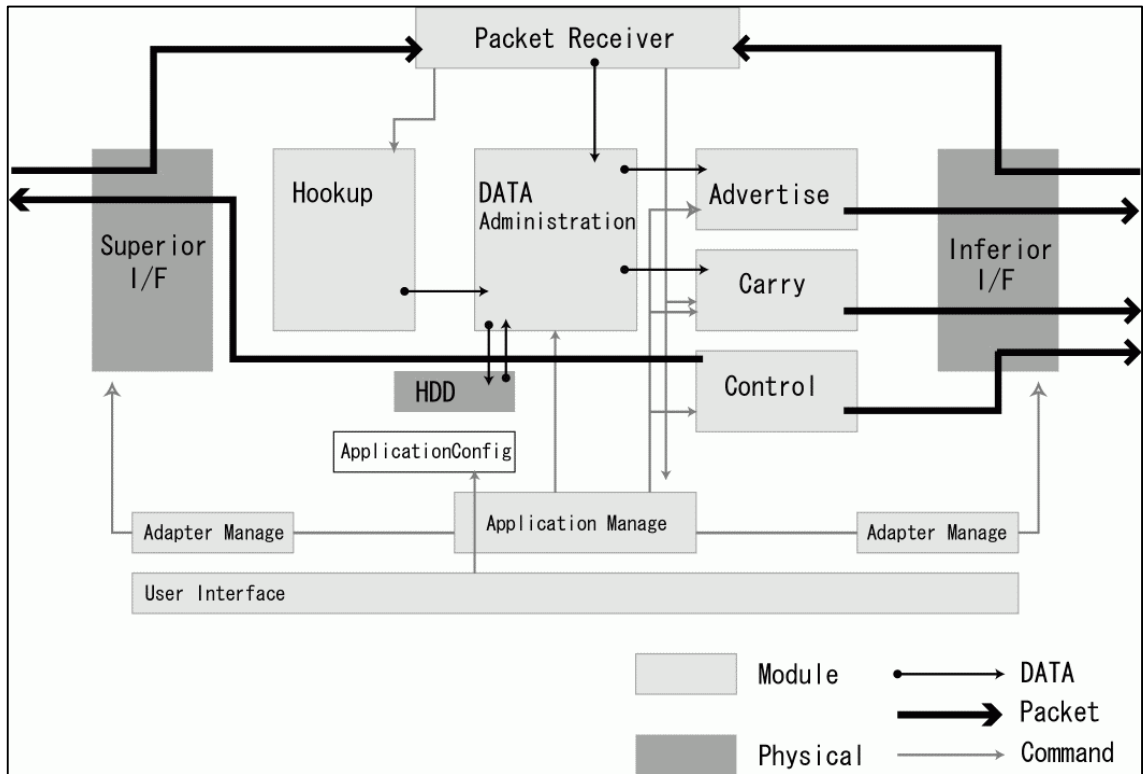 Packet Receiver
Hookup
DATA
Administration
Advertise
Superior
I/F
Inferior
I/F
Carry
HDD
Control
ApplicationConfig
Application Manage
Adapter Manage
Adapter Manage
User Interface
Module
DATA
Packet
Physical
Command